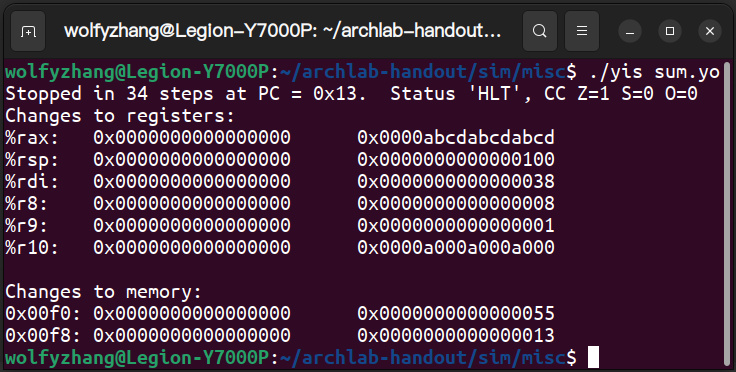 wolfyzhang@Legion-Y7000P: ~/archlab-handout...
wolfyzhang@Legion-Y7000P:~/archlab-handout/sim/misc$ ./yis sum.yo
Stopped in 34 steps at PC = 0x13.  Status 'HLT', CC Z=1 S=0 O=0
Changes to registers:
%rax:   0x0000000000000000      0x0000abcdabcdabcd
%rsp:   0x0000000000000000      0x0000000000000100
%rdi:   0x0000000000000000      0x0000000000000038
%r8:    0x0000000000000000      0x0000000000000008
%r9:    0x0000000000000000      0x0000000000000001
%r10:   0x0000000000000000      0x0000a000a000a000
Changes to memory:
0x00f0: 0x0000000000000000      0x0000000000000055
0x00f8: 0x0000000000000000      0x0000000000000013
wolfyzhang@Legion-Y7000P:~/archlab-handout/sim/misc$